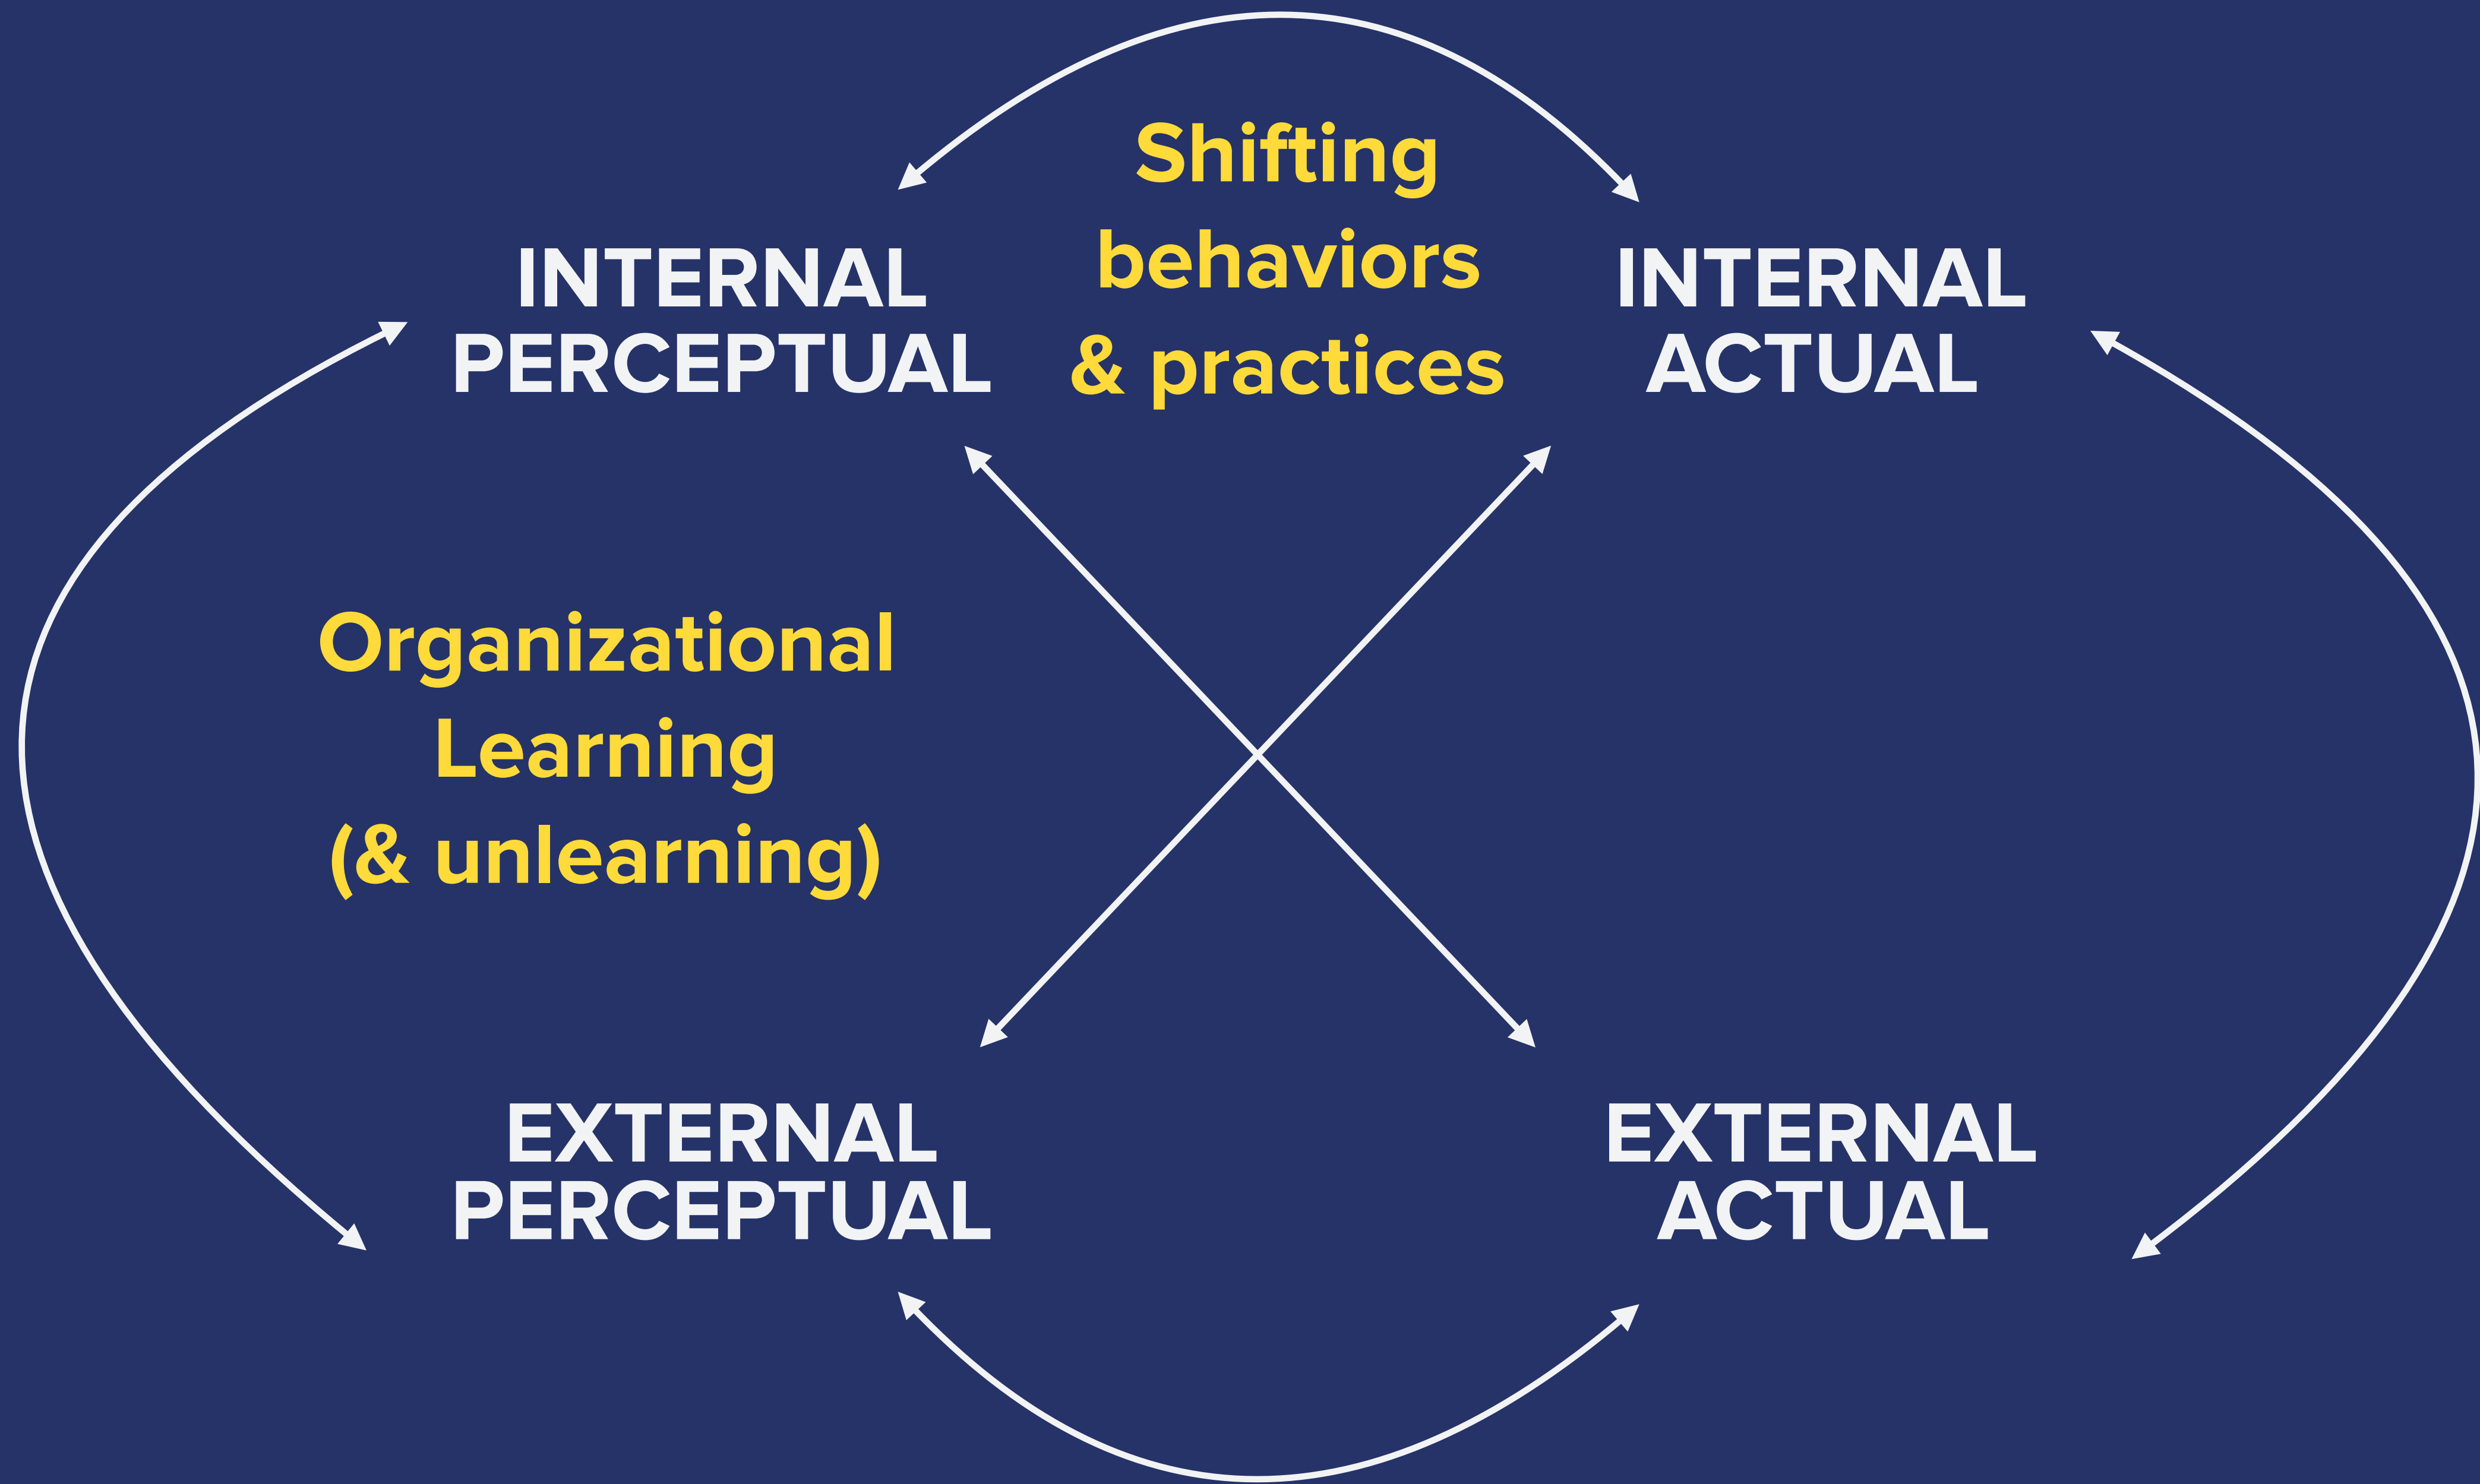 Shifting
behaviors
& practices
INTERNAL
PERCEPTUAL
INTERNAL
ACTUAL
Organizational
Learning
(& unlearning)
EXTERNAL
PERCEPTUAL
EXTERNAL
ACTUAL